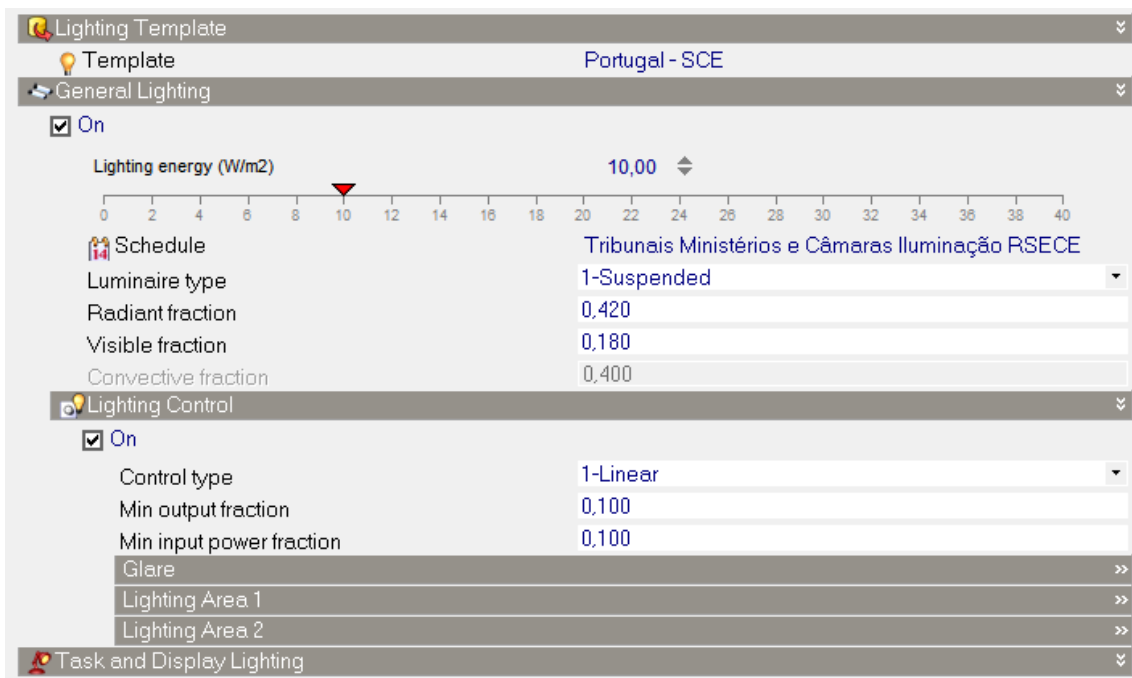 Lighting Template
Template Portugal - SCE
General Lighting
On
Lighting energy (W/m2) 10,00
0 2 4 6 8 10 12 14 16 18 20 22 24 26 28 30 32 34 36 38 40
14 Schedule Tribunais Ministérios e Câmaras Iluminação RSECE
Luminaire type 1-Suspended
Radiant fraction 0,420
Visible fraction 0,180
Convective fraction 0,400
Lighting Control
On
Control type 1-Linear
Min output fraction 0,100
Min input power fraction 0,100
Glare
Lighting Area 1
Lighting Area 2
Task and Display Lighting